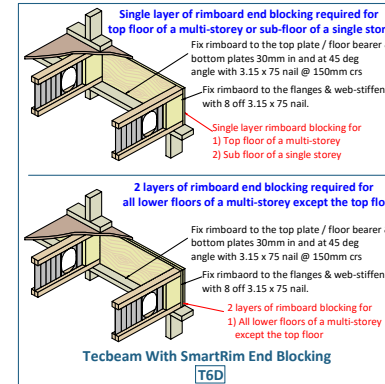 Single layer of rimboard end blocking required for
top floor of a multi-storey or sub-floor of a single
Fix rimboard to the top plate / floor bearer &
bottom plates 30mm in and at 45 deg
angle with 3.15 x 75 nail @ 150mm crs
Fix rimbaord to the flanges & web-stiffen
with 8 off 3.15 x 75 nail.
Single layer rimboard blocking for
1) Top floor of a multi-storey
2) Sub floor of a single storey
2 layers of rimboard end blocking required for
all lower floors of a multi-storey except the top
Fix rimboard to the top plate / floor bearer &
bottom plates 30mm in and at 45 deg
angle with 3.15 x 75 nail @ 150mm crs
Fix rimbaord to the flanges & web-stiffen
with 8 off 3.15 x 75 nail.
2 layers of rimboard blocking for
1) All lower floors of a multi-storey
except the top floor
Tecbeam With SmartRim End Blocking
T6D